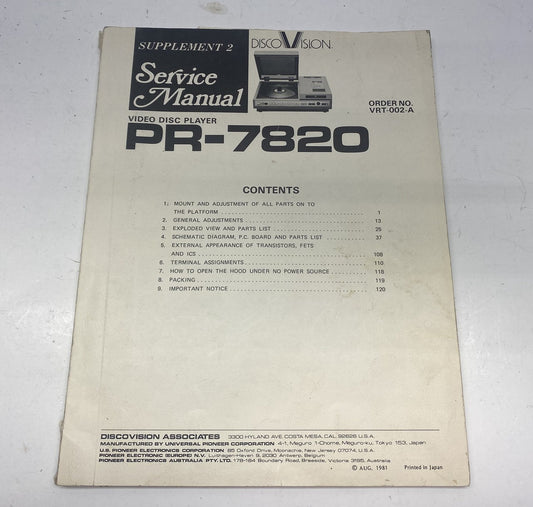 SUPPLEMENT 2
DISCOVISION
Service
Manual
ORDER NO.
VRT-002-A
VIDEO DISC PLAYER
PR-7820
CONTENTS
1. MOUNT AND ADJUSTMENT OF ALL PARTS ON TO
THE PLATFORM 1
2. GENERAL ADJUSTMENTS 13
3. EXPLODED VIEW AND PARTS LIST 25
4. SCHEMATIC DIAGRAM, P.C. BOARD AND PARTS LIST 37
5. EXTERNAL APPEARANCE OF TRANSISTORS, FETS
AND ICS 108
6. TERMINAL ASSIGNMENTS 110
7. HOW TO OPEN THE HOOD UNDER NO POWER SOURCE 118
8. PACKING 119
9. IMPORTANT NOTICE 120
DISCOVISION ASSOCIATES 3300 HYLAND AVE, COSTA MESA, CAL. 92626 U.S.A.
MANUFACTURED BY UNIVERSAL PIONEER CORPORATION 4-1, Meguro 1-Chome, Meguro-ku, Tokyo 153, Japan
U.S. PIONEER ELECTRONICS CORPORATION 85 Oxford Drive, Moonachie, New Jersey 07074, U.S.A.
PIONEER ELECTRONIC (EUROPE) N.V. Luithagen-Haven 9, 2030 Antwerp, Belgium
PIONEER ELECTRONICS AUSTRALIA PTY. LTD. 178-184 Boundary Road, Braeside, Victoria 3195, Australia
© AUG. 1981 Printed in Japan